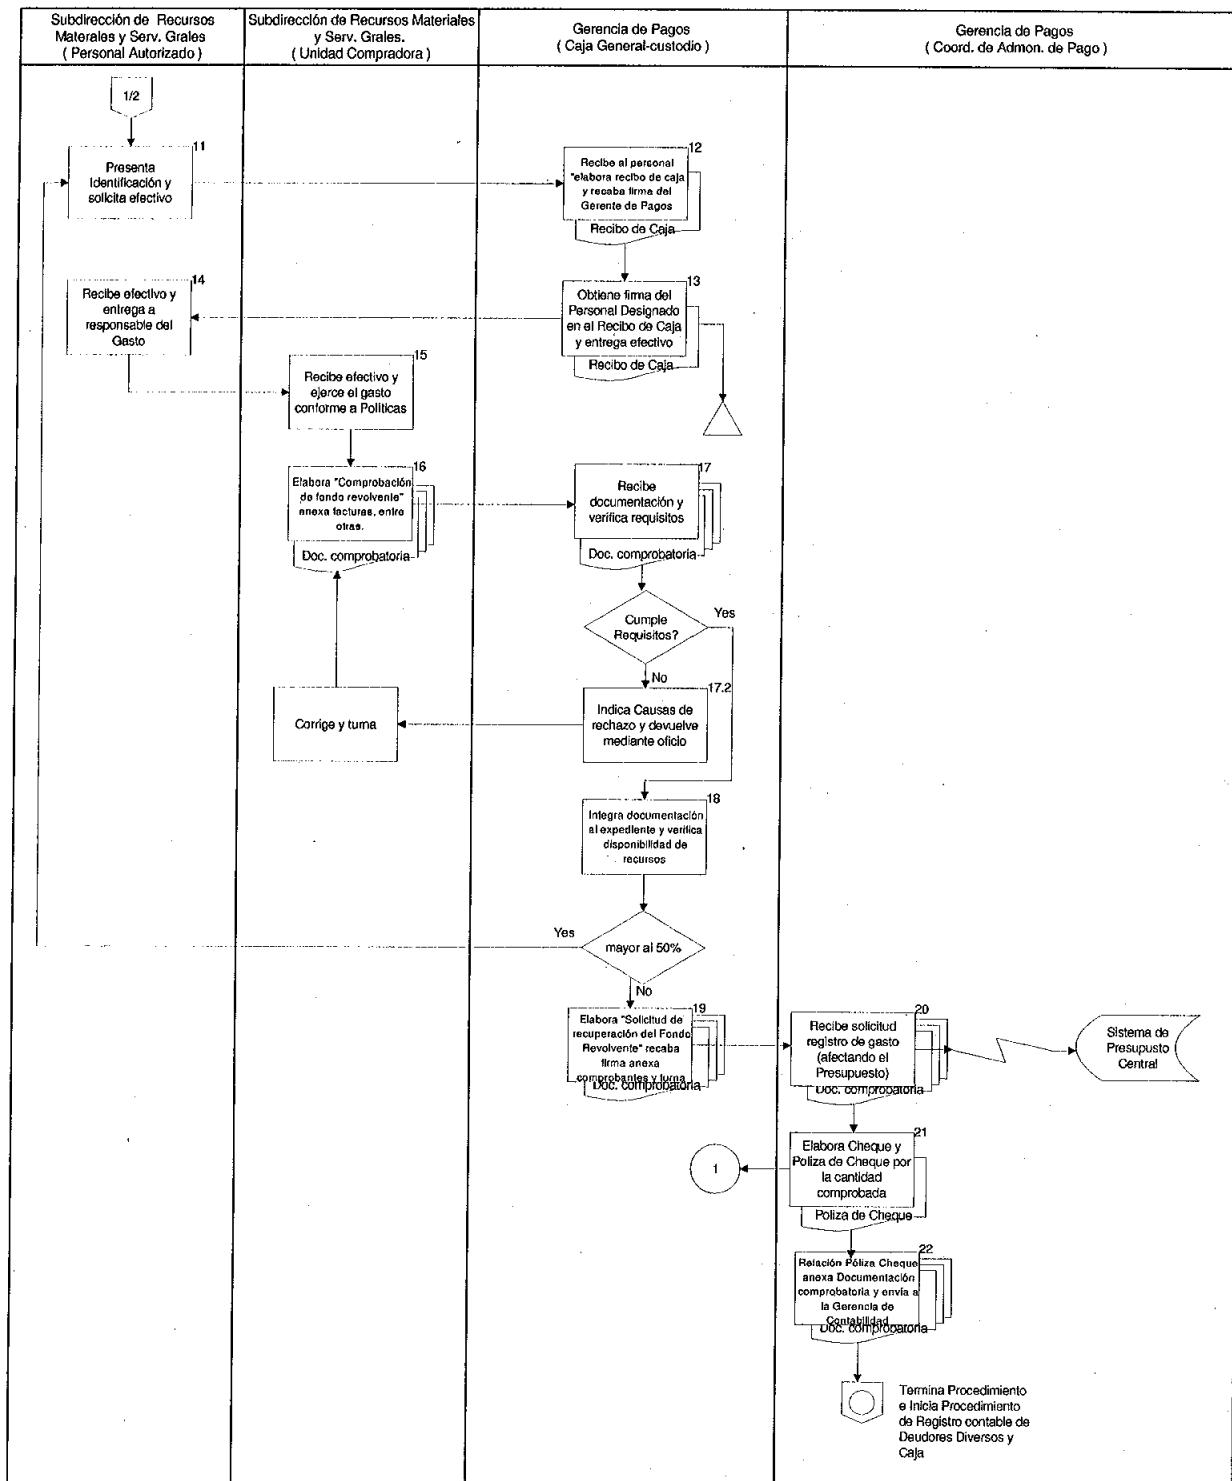 Subdirección de Recursos
Materales y Serv. Grales
( Personal Autorizado )
Subdirección de Recursos Materiales
y Serv. Grales.
( Unidad Compradora )
Gerencia de Pagos
( Caja General-custodio )
Gerencia de Pagos
( Coord. de Admon. de Pago )
1/2
11
Presenta
Identificación y
solicita efectivo
12
Recibe al personal
"elabora recibo de caja
y recaba firma del
Gerente de Pagos
Recibo de Caja
14
Recibe efectivo y
entrega a
responsable del
Gasto
13
Obtiene firma del
Personal Designado
en el Recibo de Caja
y entrega efectivo
Recibo de Caja
15
Recibe efectivo y
ejerce el gasto
conforme a Políticas
16
Elabora "Comprobación
de fondo revolvente"
anexa facturas, entre
otras.
Doc. comprobatoria
17
Recibe
documentación y
verifica requisitos
Doc. comprobatoria
Cumple
Requisitos?
Yes
No
17.2
Indica Causas de
rechazo y devuelve
mediante oficio
Corrige y turna
18
Integra documentación
al expediente y verifica
disponibilidad de
recursos
Yes
mayor al 50%
No
19
Elabora "Solicitud de
recuperación del Fondo
Revolvente" recaba
firma anexa
comprobantes y turna
Doc. comprobatoria
20
Recibe solicitud
registro de gasto
(afectando el
Presupuesto)
Doc. comprobatoria
Sistema de
Presupusto
Central
21
Elabora Cheque y
Poliza de Cheque por
la cantidad
comprobada
Poliza de Cheque
1
22
Relación Póliza Cheque
anexa Documentación
comprobatoria y envía a
la Gerencia de
Contabilidad
Doc. comprobatoria
Termina Procedimiento
e Inicia Procedimiento
de Registro contable de
Deudores Diversos y
Caja